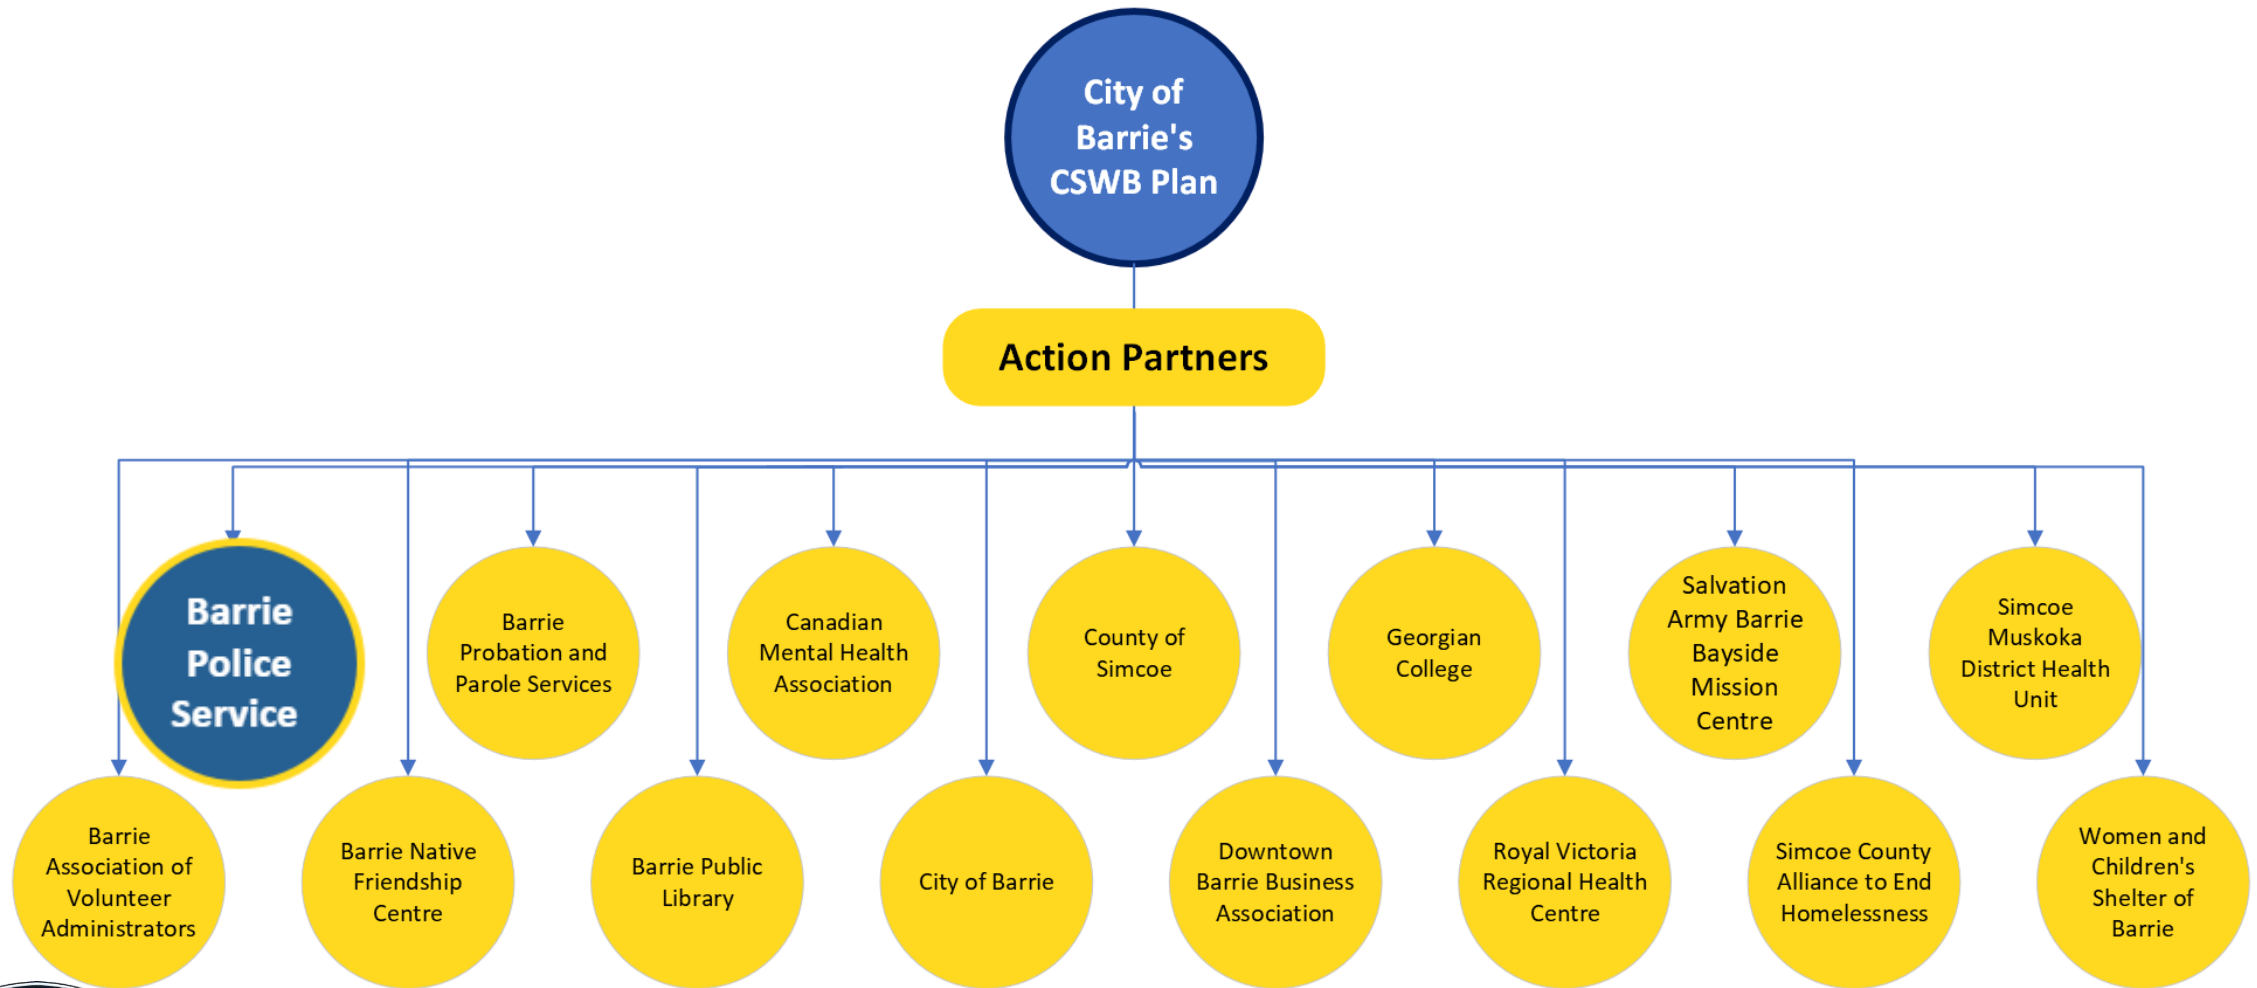 City of
Barrie's
CSWB Plan
Action Partners
Barrie
Police
Service
Barrie
Probation and
Parole Services
Canadian
Mental Health
Association
County of
Simcoe
Georgian
College
Salvation
Army Barrie
Bayside
Mission
Centre
Simcoe
Muskoka
District Health
Unit
Barrie
Association of
Volunteer
Administrators
Barrie Native
Friendship
Centre
Barrie Public
Library
City of Barrie
Downtown
Barrie Business
Association
Royal Victoria
Regional Health
Centre
Simcoe County
Alliance to End
Homelessness
Women and
Children's
Shelter of
Barrie